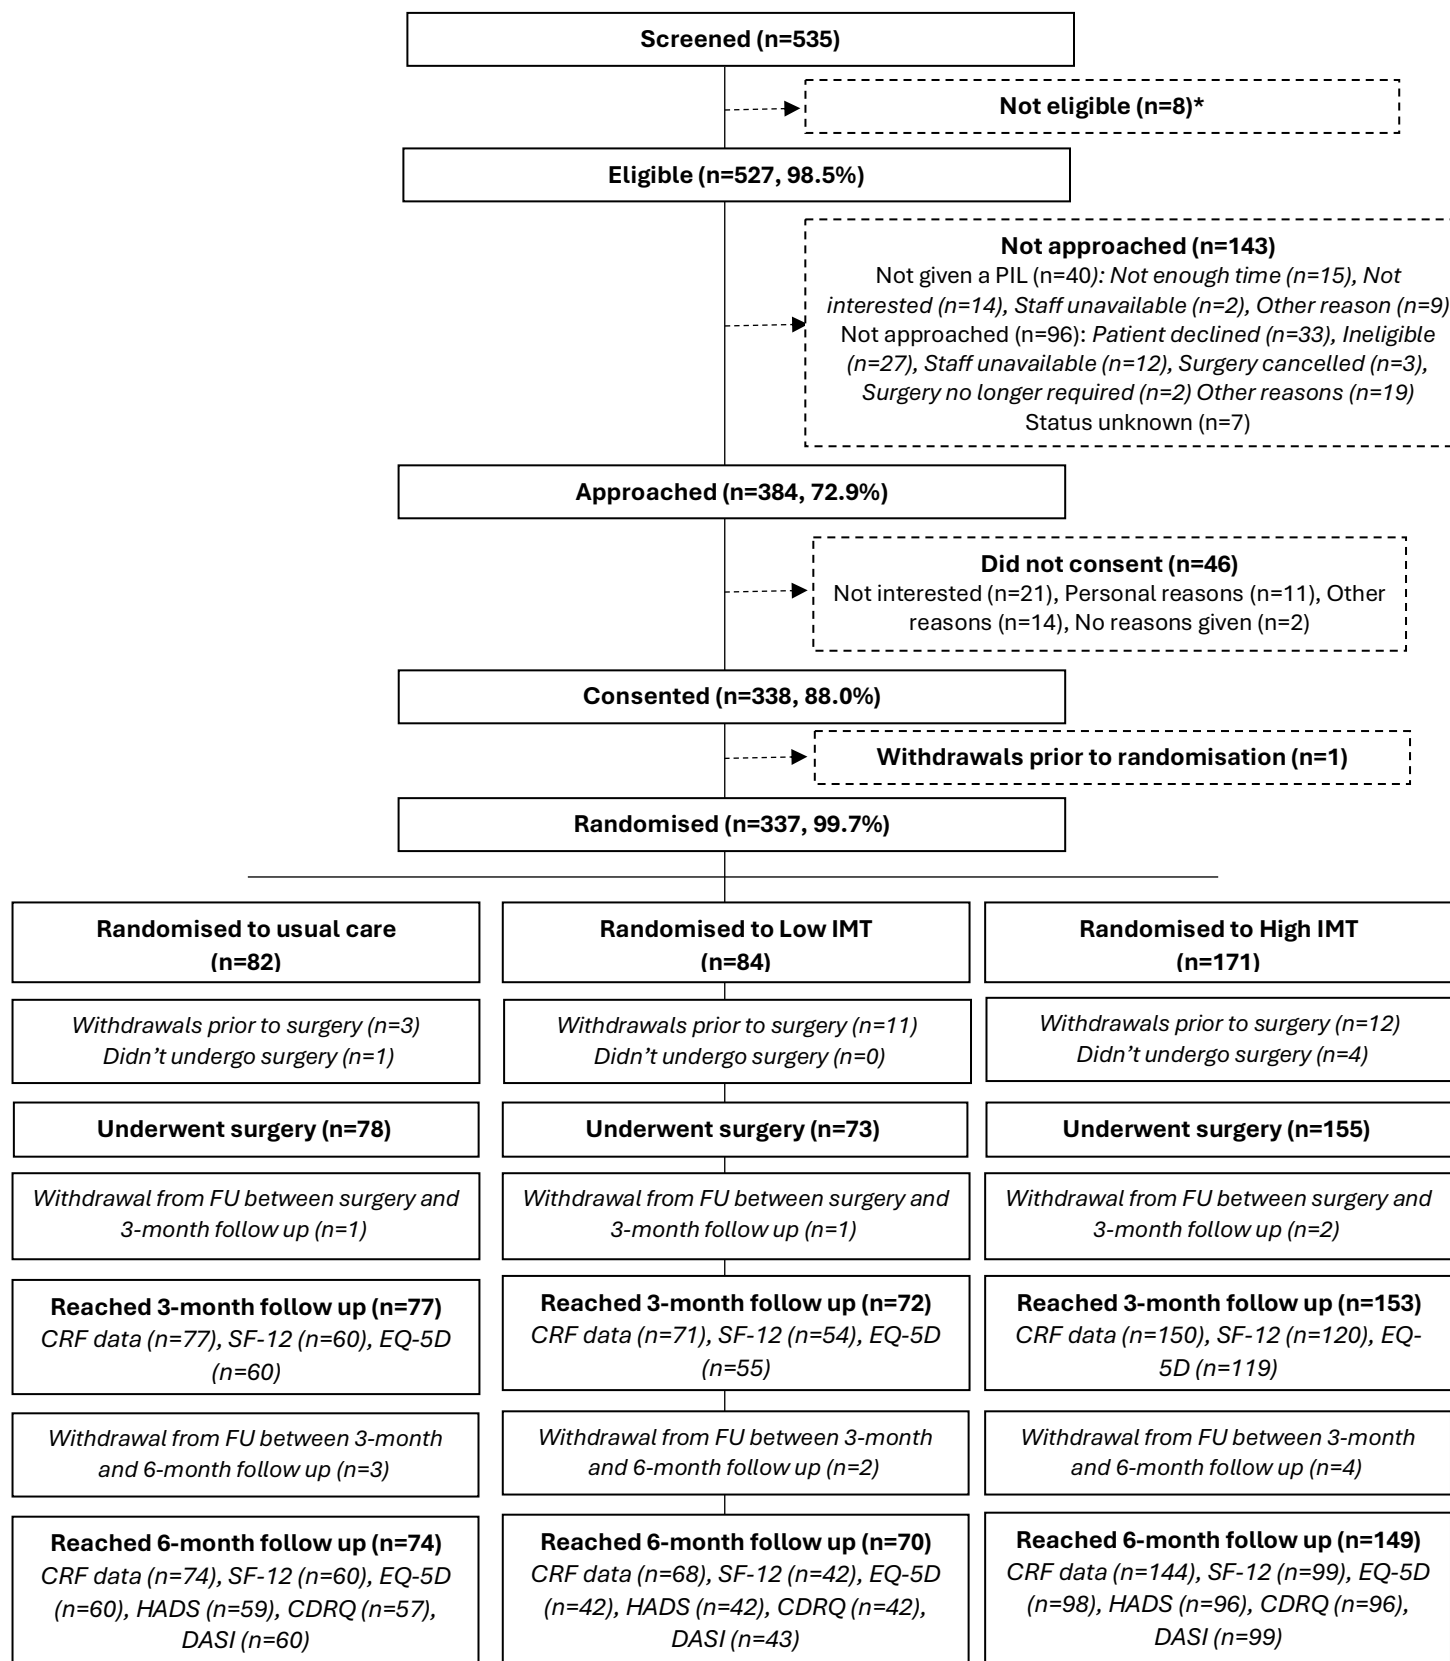 Screened (n=535)
Not eligible (n=8)*
Eligible (n=527, 98.5%)
Not approached (n=143)
Not given a PIL (n=40): Not enough time (n=15), Not
interested (n=14), Staff unavailable (n=2), Other reason (n=9)
Not approached (n=96): Patient declined (n=33), Ineligible
(n=27), Staff unavailable (n=12), Surgery cancelled (n=3),
Surgery no longer required (n=2) Other reasons (n=19)
Status unknown (n=7)
Approached (n=384, 72.9%)
Did not consent (n=46)
Not interested (n=21), Personal reasons (n=11), Other
reasons (n=14), No reasons given (n=2)
Consented (n=338, 88.0%)
Withdrawals prior to randomisation (n=1)
Randomised (n=337, 99.7%)
Randomised to usual care
(n=82)
Randomised to Low IMT
(n=84)
Randomised to High IMT
(n=171)
Withdrawals prior to surgery (n=3)
Didn't undergo surgery (n=1)
Withdrawals prior to surgery (n=11)
Didn't undergo surgery (n=0)
Withdrawals prior to surgery (n=12)
Didn't undergo surgery (n=4)
Underwent surgery (n=78)
Underwent surgery (n=73)
Underwent surgery (n=155)
Withdrawal from FU between surgery and
3-month follow up (n=1)
Withdrawal from FU between surgery and
3-month follow up (n=1)
Withdrawal from FU between surgery and
3-month follow up (n=2)
Reached 3-month follow up (n=77)
CRF data (n=77), SF-12 (n=60), EQ-5D
(n=60)
Reached 3-month follow up (n=72)
CRF data (n=71), SF-12 (n=54), EQ-5D
(n=55)
Reached 3-month follow up (n=153)
CRF data (n=150), SF-12 (n=120), EQ-
5D (n=119)
Withdrawal from FU between 3-month
and 6-month follow up (n=3)
Withdrawal from FU between 3-month
and 6-month follow up (n=2)
Withdrawal from FU between 3-month
and 6-month follow up (n=4)
Reached 6-month follow up (n=74)
CRF data (n=74), SF-12 (n=60), EQ-5D
(n=60), HADS (n=59), CDRQ (n=57),
DASI (n=60)
Reached 6-month follow up (n=70)
CRF data (n=68), SF-12 (n=42), EQ-5D
(n=42), HADS (n=42), CDRQ (n=42),
DASI (n=43)
Reached 6-month follow up (n=149)
CRF data (n=144), SF-12 (n=99), EQ-5D
(n=98), HADS (n=96), CDRQ (n=96),
DASI (n=99)